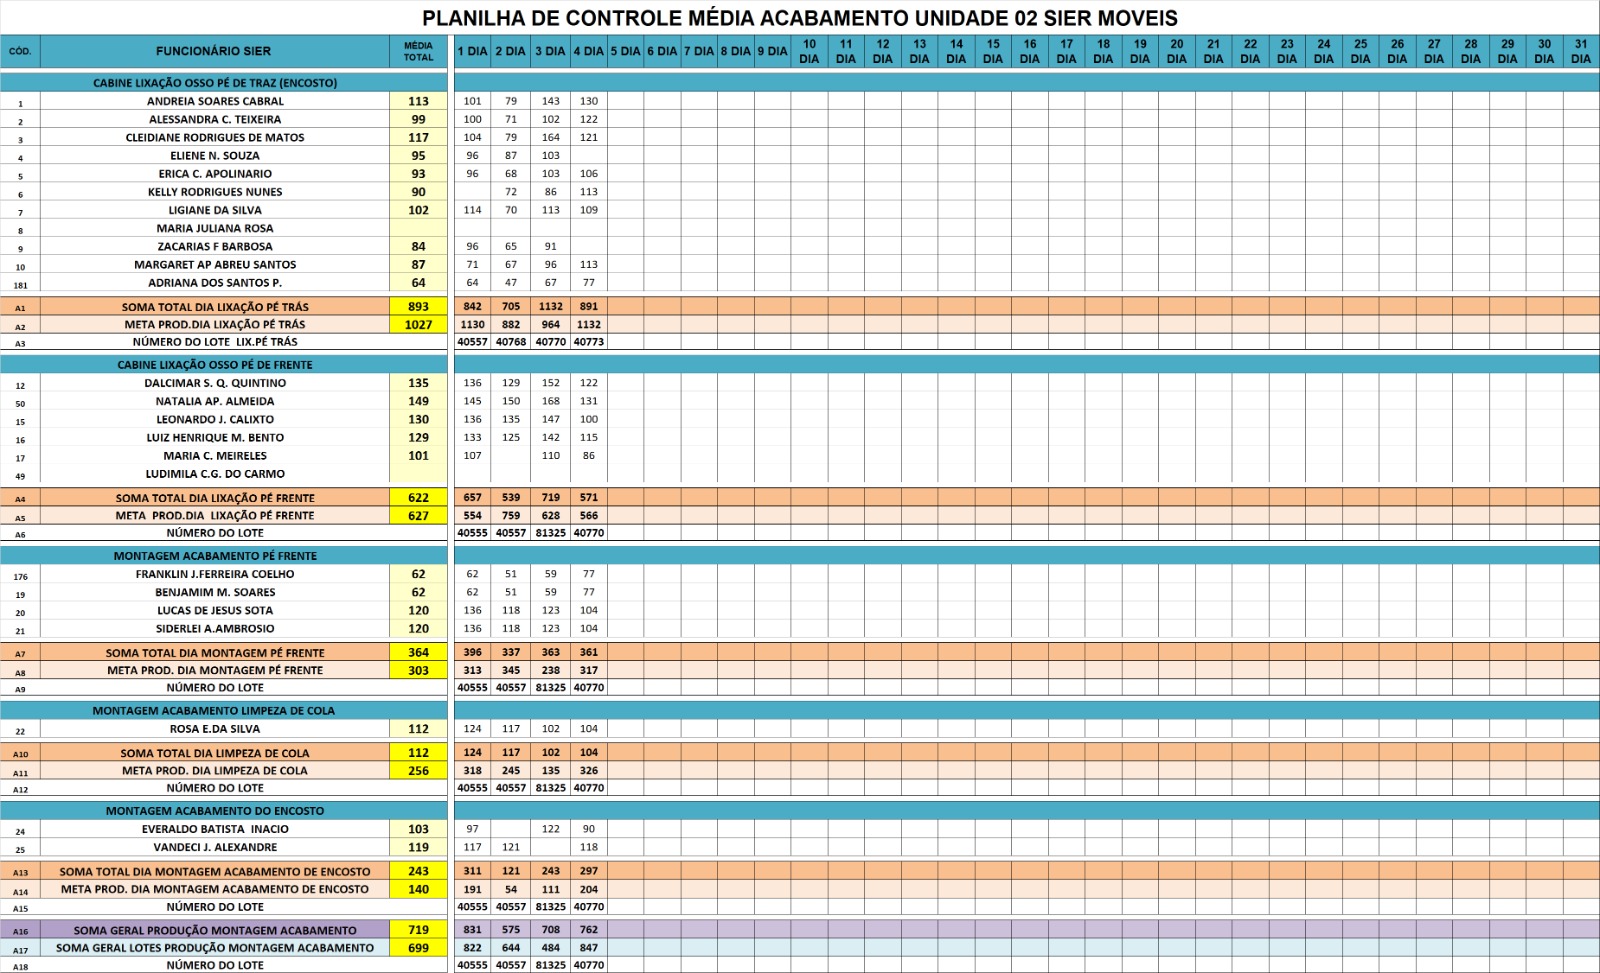 PLANILHA DE CONTROLE MÉDIA ACABAMENTO UNIDADE 02 SIER MOVEIS
CÓD. FUNCIONÁRIO SIER MÉDIA TOTAL 1 DIA 2 DIA 3 DIA 4 DIA 5 DIA 6 DIA 7 DIA 8 DIA 9 DIA 10 DIA 11 DIA 12 DIA 13 DIA 14 DIA 15 DIA 16 DIA 17 DIA 18 DIA 19 DIA 20 DIA 21 DIA 22 DIA 23 DIA 24 DIA 25 DIA 26 DIA 27 DIA 28 DIA 29 DIA 30 DIA 31 DIA
CABINE LIXAÇÃO OSSO PÉ DE TRAZ (ENCOSTO)
1 ANDREIA SOARES CABRAL 113 101 79 143 130
2 ALESSANDRA C. TEIXEIRA 99 100 71 102 122
3 CLEIDIANE RODRIGUES DE MATOS 117 104 79 164 121
4 ELIENE N. SOUZA 95 96 87 103
5 ERICA C. APOLINARIO 93 96 68 103 106
6 KELLY RODRIGUES NUNES 90 72 86 113
7 LIGIANE DA SILVA 102 114 70 113 109
8 MARIA JULIANA ROSA
9 ZACARIAS F BARBOSA 84 96 65 91
10 MARGARET AP ABREU SANTOS 87 71 67 96 113
181 ADRIANA DOS SANTOS P. 64 64 47 67 77
A1 SOMA TOTAL DIA LIXAÇÃO PÉ TRÁS 893 842 705 1132 891
A2 META PROD.DIA LIXAÇÃO PÉ TRÁS 1027 1130 882 964 1132
A3 NÚMERO DO LOTE LIX.PÉ TRÁS 40557 40768 40770 40773
CABINE LIXAÇÃO OSSO PÉ DE FRENTE
12 DALCIMAR S. Q. QUINTINO 135 136 129 152 122
50 NATALIA AP. ALMEIDA 149 145 150 168 131
15 LEONARDO J. CALIXTO 130 136 135 147 100
16 LUIZ HENRIQUE M. BENTO 129 133 125 142 115
17 MARIA C. MEIRELES 101 107 110 86
49 LUDIMILA C.G. DO CARMO
A4 SOMA TOTAL DIA LIXAÇÃO PÉ FRENTE 622 657 539 719 571
A5 META PROD.DIA LIXAÇÃO PÉ FRENTE 627 554 759 628 566
A6 NÚMERO DO LOTE 40555 40557 81325 40770
MONTAGEM ACABAMENTO PÉ FRENTE
176 FRANKLIN J.FERREIRA COELHO 62 62 51 59 77
19 BENJAMIM M. SOARES 62 62 51 59 77
20 LUCAS DE JESUS SOTA 120 136 118 123 104
21 SIDERLEI A.AMBROSIO 120 136 118 123 104
A7 SOMA TOTAL DIA MONTAGEM PÉ FRENTE 364 396 337 363 361
A8 META PROD. DIA MONTAGEM PÉ FRENTE 303 313 345 238 317
A9 NÚMERO DO LOTE 40555 40557 81325 40770
MONTAGEM ACABAMENTO LIMPEZA DE COLA
22 ROSA E.DA SILVA 112 124 117 102 104
A10 SOMA TOTAL DIA LIMPEZA DE COLA 112 124 117 102 104
A11 META PROD. DIA LIMPEZA DE COLA 256 318 245 135 326
A12 NÚMERO DO LOTE 40555 40557 81325 40770
MONTAGEM ACABAMENTO DO ENCOSTO
24 EVERALDO BATISTA INACIO 103 97 122 90
25 VANDECI J. ALEXANDRE 119 117 121 118
A13 SOMA TOTAL DIA MONTAGEM ACABAMENTO DE ENCOSTO 243 311 121 243 297
A14 META PROD. DIA MONTAGEM ACABAMENTO DE ENCOSTO 140 191 54 111 204
A15 NÚMERO DO LOTE 40555 40557 81325 40770
A16 SOMA GERAL PRODUÇÃO MONTAGEM ACABAMENTO 719 831 575 708 762
A17 SOMA GERAL LOTES PRODUÇÃO MONTAGEM ACABAMENTO 699 822 644 484 847
A18 NÚMERO DO LOTE 40555 40557 81325 40770